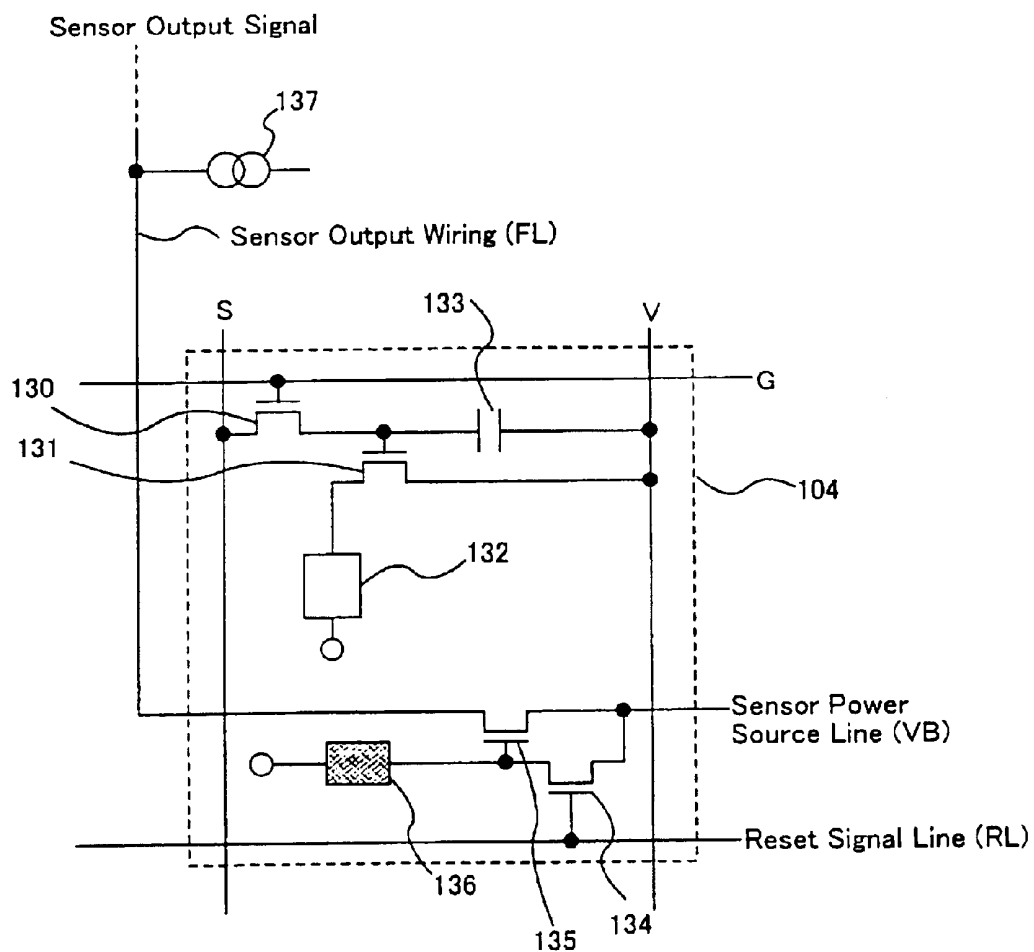 Sensor Output Signal
137
Sensor Output Wiring (FL)
S
133
V
130
G
131
104
132
Sensor Power
Source Line (VB)
Reset Signal Line (RL)
136
135
134